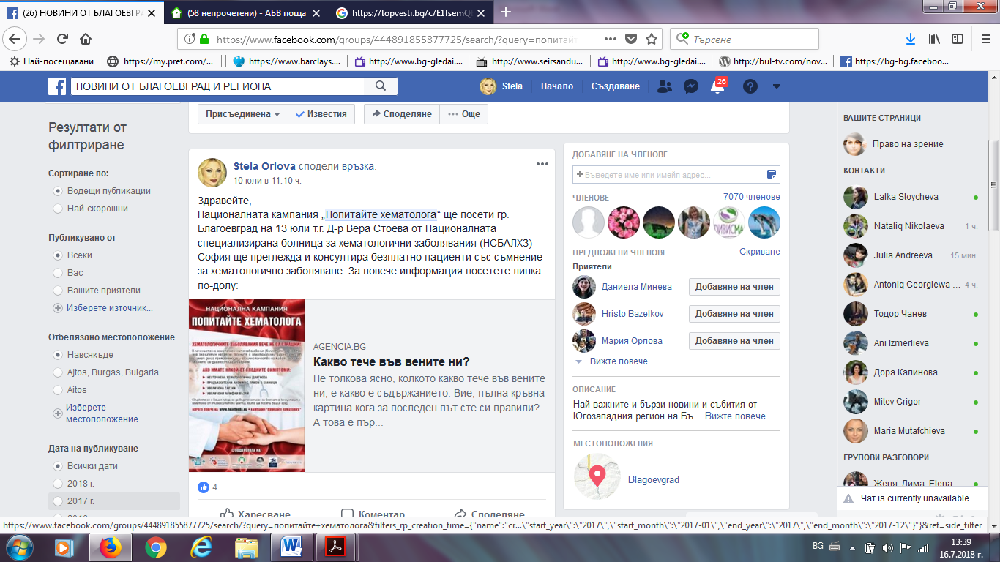 (26) НОВИНИ ОТ БЛАГОЕВГРА
(58 непрочетени) - АБВ поща
https://topvesti.bg/c/E1fsemQ
https://www.facebook.com/groups/444891855877725/search/?query=попитай
Търсене
Най-посещавани
https://my.pret.com/...
https://www.barclays....
http://www.bg-gledai....
http://www.seirsandu...
http://www.bg-gledai....
http://bul-tv.com/nov...
https://bg-bg.faceboo...
НОВИНИ ОТ БЛАГОЕВГРАД И РЕГИОНА
Stela
Начало
Създаване
26
Присъединена
Известия
Споделяне
Още
Резултати от
филтриране
Сортиране по:
Водещи публикации
Най-скорошни
Публикувано от
Всеки
Вас
Вашите приятели
Изберете източник...
Отбелязано местоположение
Навсякъде
Ajtos, Burgas, Bulgaria
Aitos
Изберете
местоположение...
Дата на публикуване
Всички дати
2018 г.
2017 г.
Stela Orlova сподели връзка.
10 юли в 11:10 ч.
Здравейте,
Националната кампания „Попитайте хематолога“ ще посети гр.
Благоевград на 13 юли т.г. Д-р Вера Стоева от Националната
специализирана болница за хематологични заболявания (НСБАЛХЗ)
София ще преглежда и консултира безплатно пациенти със съмнение
за хематологично заболяване. За повече информация посетете линка
по-долу:
НАЦИОНАЛНА КАМПАНИЯ
ПОПИТАЙТЕ ХЕМАТОЛОГА
ХЕМАТОЛОГИЧНИТЕ ЗАБОЛЯВАНИЯ ВЕЧЕ НЕ СА СТРАШНИ!
АКО ИМАТЕ НЯКОЙ ОТ СЛЕДНИТЕ СИМПТОМИ:
AGENCIA.BG
Какво тече във вените ни?
Не толкова ясно, колкото какво тече във вените
ни, е какво е съдържанието. Вие, пълна кръвна
картина кога за последен път сте си правили?
А това е пър...
4
Харесване
Коментар
Споделяне
ДОБАВЯНЕ НА ЧЛЕНОВЕ
Въведете име или имейл адрес...
ЧЛЕНОВЕ
7070 членове
ПРЕДЛОЖЕНИ ЧЛЕНОВЕ
Скриване
Приятели
Даниела Минева
Добавяне на член
Hristo Bazelkov
Добавяне на член
Мария Орлова
Добавяне на член
Вижте повече
ОПИСАНИЕ
Най-важните и бързи новини и събития от
Югозападния регион на Бъ... Вижте повече
МЕСТОПОЛОЖЕНИЯ
Blagoevgrad
ВАШИТЕ СТРАНИЦИ
Право на зрение
КОНТАКТИ
Lalka Stoycheva
Nataliq Nikolaeva 1 ч.
Julia Andreeva 15 мин.
Antoniq Georgiewa ... 4 ч.
Тодор Чанев
Ani Izmerlieva
Дора Калинова
Mitev Grigor
Maria Mutafchieva
ГРУПОВИ РАЗГОВОРИ
Женя, Дима, Elena
Чат is currently unavailable.
https://www.facebook.com/groups/444891855877725/search/?query=попитайте+хематолога&filters_rp_creation_time={"name":"cr..."start_year\":\"2017\",\"start_month\":\"2017-01\",\"end_year\":\"2017\",\"end_month\":\"2017-12\"}"}&ref=side_filter
BG
13:39
16.7.2018 г.